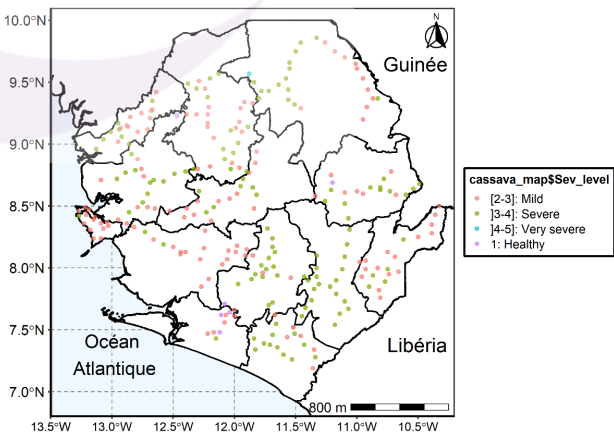 10.0°N
9.5°N
9.0°N
8.5°N
8.0°N
7.5°N
7.0°N
N
Guinée
Océan
Atlantique
Libéria
800 m
13.5°W 13.0°W 12.5°W 12.0°W 11.5°W 11.0°W 10.5°W
cassava_map$Sev_level
[2-3]: Mild
]3-4]: Severe
]4-5]: Very severe
1: Healthy